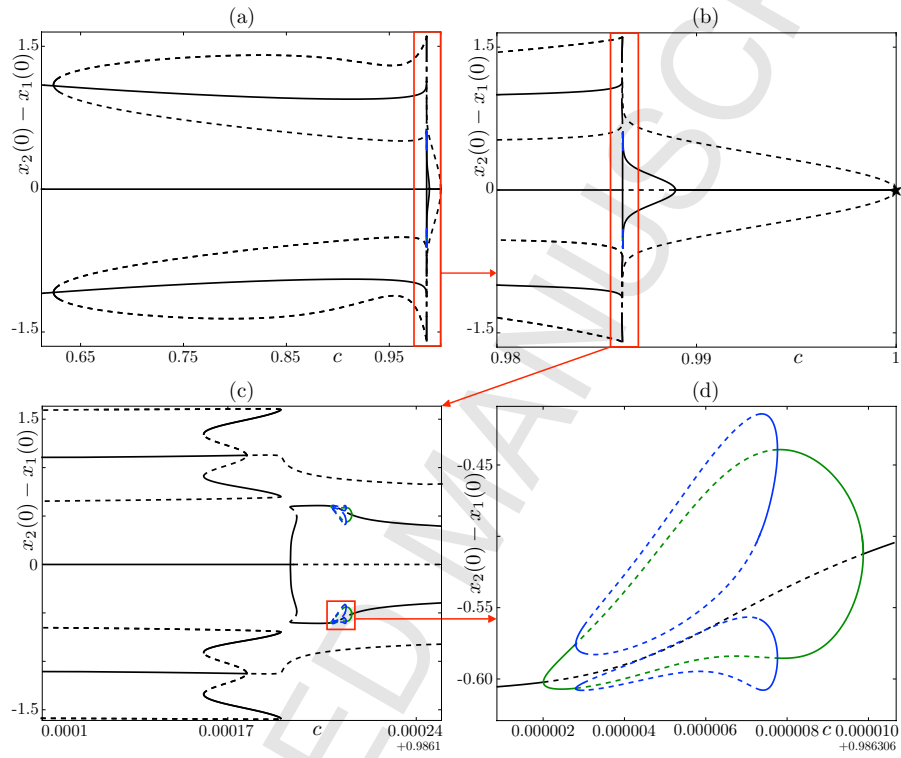 (a)
(b)
x₂(0) − x₁(0)
1.5
0
-1.5
0.65
0.75
0.85
c
0.95
x₂(0) − x₁(0)
1.5
0
-1.5
0.98
0.99
c
1
(c)
(d)
x₂(0) − x₁(0)
1.5
0
-1.5
0.0001
0.00017
c
0.00024
+0.9861
x₂(0) − x₁(0)
-0.45
-0.55
-0.60
0.000002
0.000004
0.000006
0.000008
c
0.000010
+0.986306
ED MANUSCR